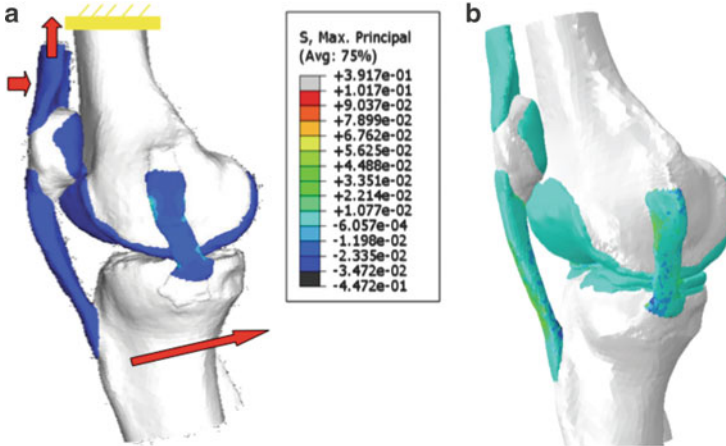 a
S, Max. Principal
(Avg: 75%)
+3.917e-01
+1.017e-01
+9.037e-02
+7.899e-02
+6.762e-02
+5.625e-02
+4.488e-02
+3.351e-02
+2.214e-02
+1.077e-02
-6.057e-04
-1.198e-02
-2.335e-02
-3.472e-02
-4.472e-01
b